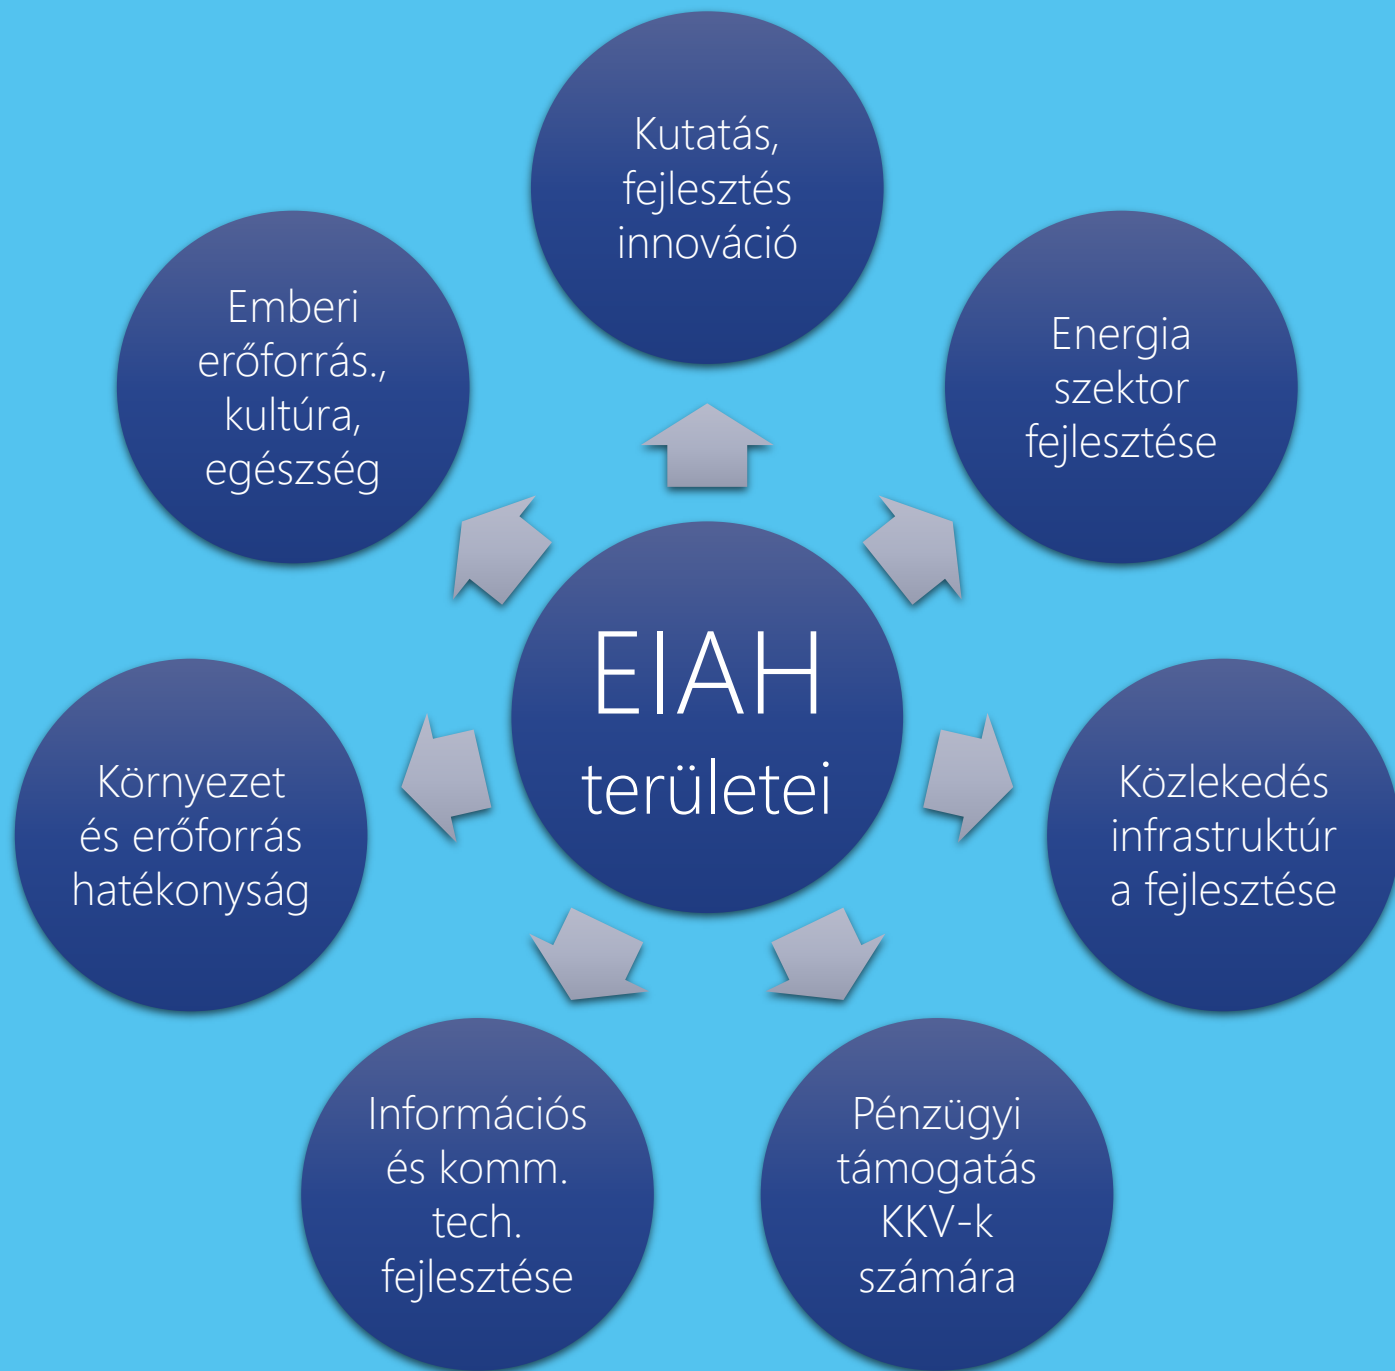 Kutatás,
fejlesztés
innováció
Energia
szektor
fejlesztése
Közlekedés
infrastruktúr
a fejlesztése
Pénzügyi
támogatás
KKV-k
számára
Információs
és komm.
tech.
fejlesztése
Környezet
és erőforrás
hatékonyság
Emberi
erőforrás.,
kultúra,
egészség
EIAH
területei